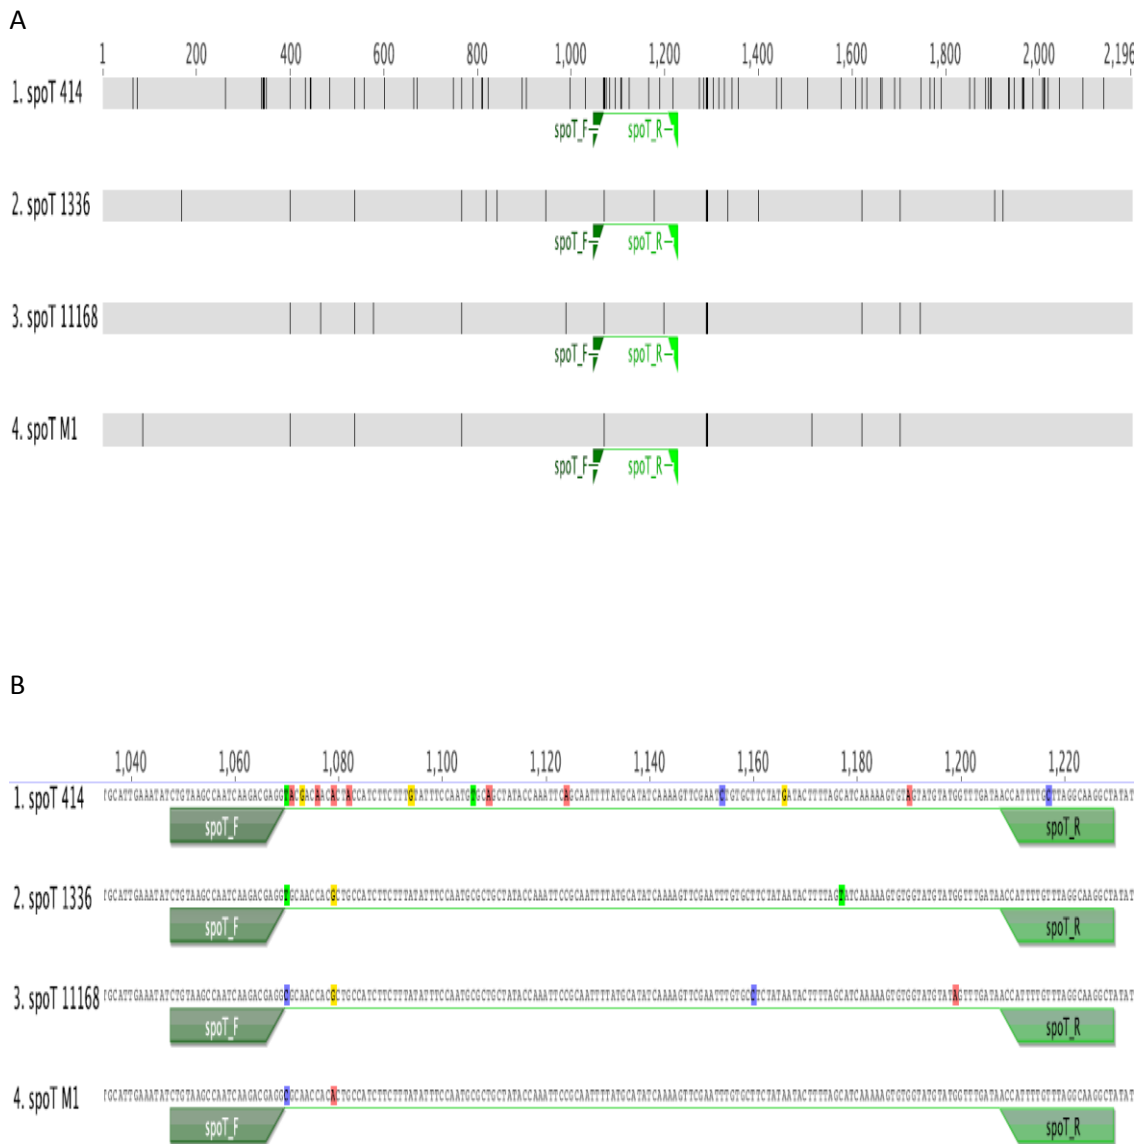 A
1 200 400 600 800 1,000 1,200 1,400 1,600 1,800 2,000 2,196
1. spoT 414
spoT_F spoT_R
2. spoT 1336
spoT_F spoT_R
3. spoT 11168
spoT_F spoT_R
4. spoT M1
spoT_F spoT_R
B
1,040 1,060 1,080 1,100 1,120 1,140 1,160 1,180 1,200 1,220
1. spoT 414
spoT_F spoT_R
2. spoT 1336 GCATTGAAATATCTGTAAGCCAATCAAGACGAGGTGCAACCACGCTGCCATCTTCTTTATATTTCCAATGCGCTGCTATACCAAATTCCGCAATTTTATGCATATCAAAAGTTCGAATTTGTGCTTCTATAATACTTTTAGTATCAAAAAGTGTGGTATGTATGGTTTGATAACCATTTTGTTTAGGCAAGGCTATAT
spoT_F spoT_R
3. spoT 11168 GCATTGAAATATCTGTAAGCCAATCAAGACGAGGCGCAACCACGCTGCCATCTTCTTTATATTTCCAATGCGCTGCTATACCAAATTCCGCAATTTTATGCATATCAAAAGTTCGAATTTGTGCCTCTATAATACTTTTAGCATCAAAAAGTGTGGTATGTATAGTTTGATAACCATTTTGTTTAGGCAAGGCTATAT
spoT_F spoT_R
4. spoT M1 GCATTGAAATATCTGTAAGCCAATCAAGACGAGGCGCAACCACACTGCCATCTTCTTTATATTTCCAATGCGCTGCTATACCAAATTCCGCAATTTTATGCATATCAAAAGTTCGAATTTGTGCTTCTATAATACTTTTAGCATCAAAAAGTGTGGTATGTATGGTTTGATAACCATTTTGTTTAGGCAAGGCTATAT
spoT_F spoT_R